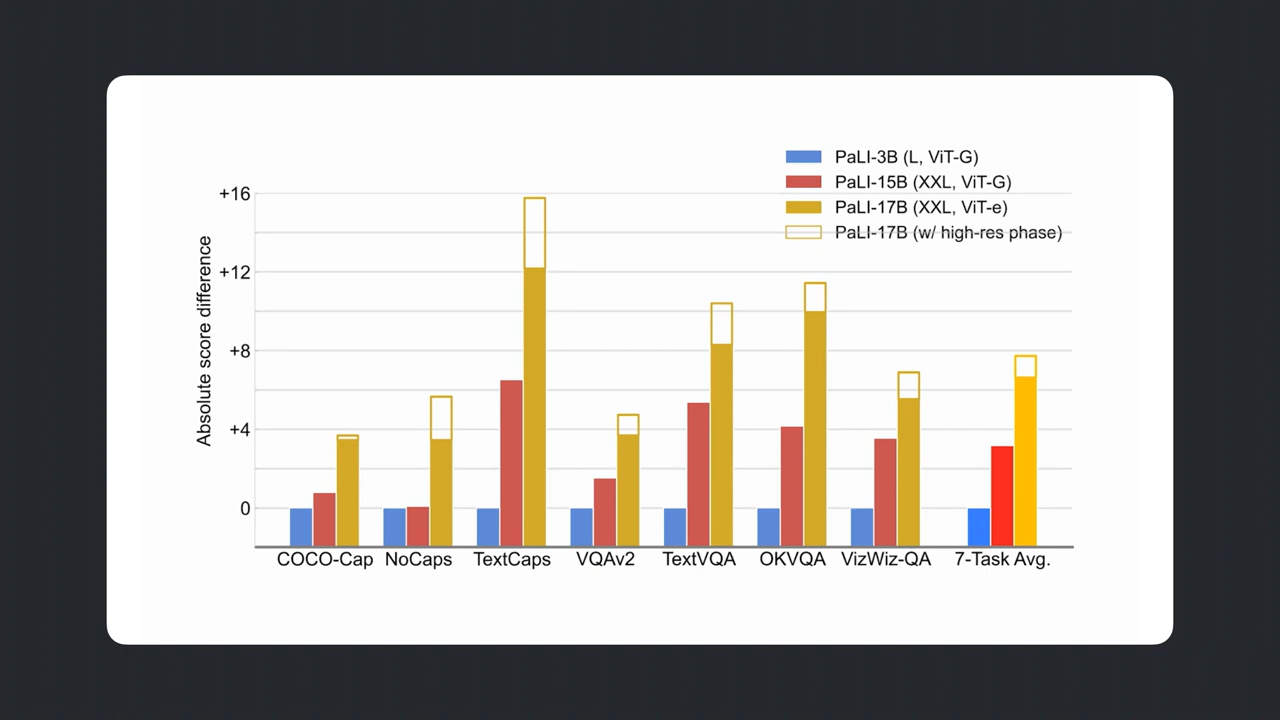 PaLI-3B (L, ViT-G)
PaLI-15B (XXL, ViT-G)
PaLI-17B (XXL, ViT-e)
PaLI-17B (w/ high-res phase)
Absolute score difference
+16
+12
+8
+4
0
COCO-Cap NoCaps TextCaps VQAv2 TextVQA OKVQA VizWiz-QA 7-Task Avg.